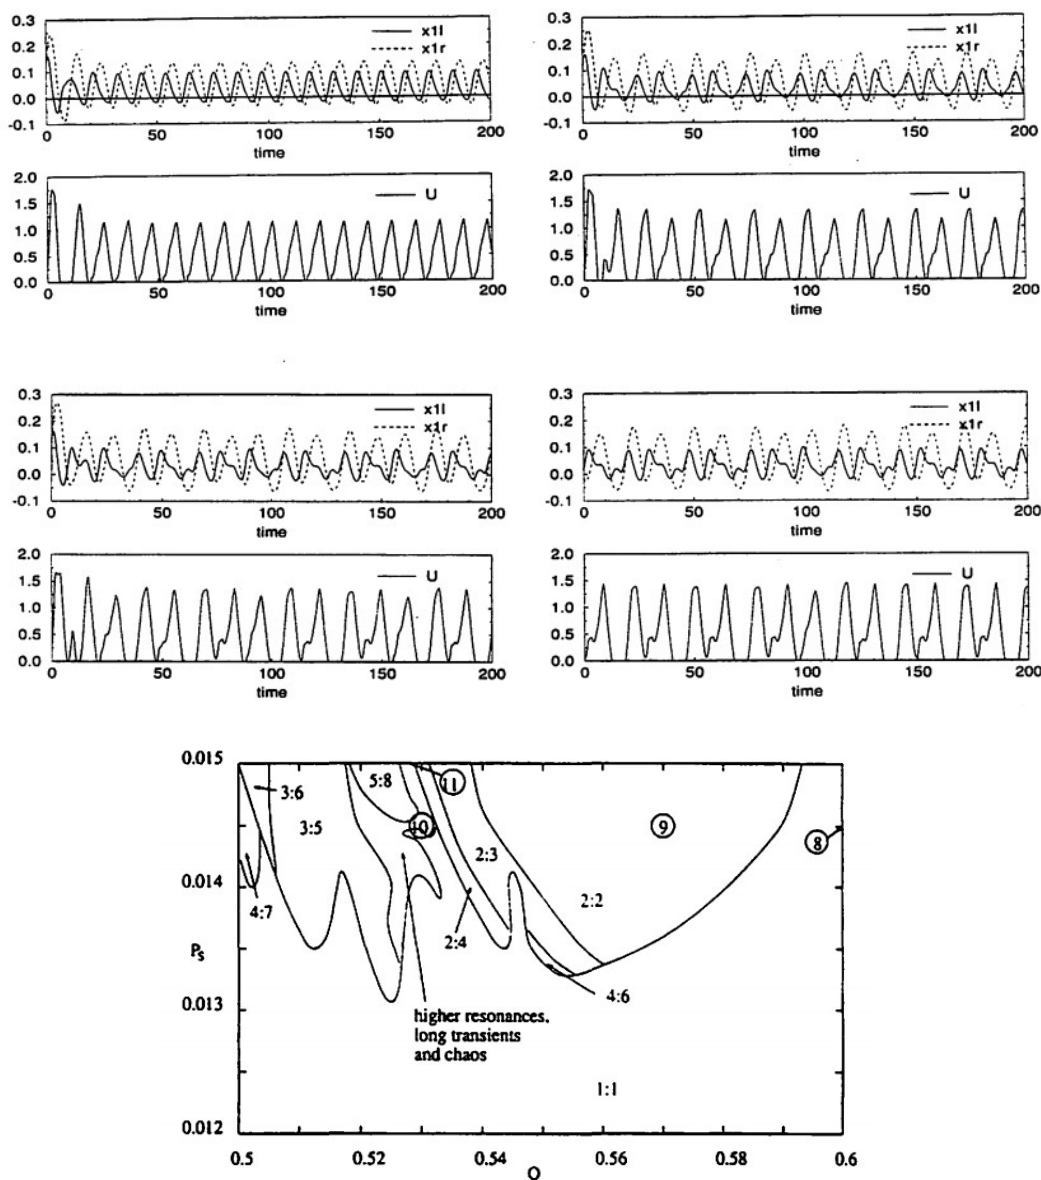 0.3
0.2
0.1
0.0
-0.1
x1l
x1r
0 50 100 150 200
time
0.3
0.2
0.1
0.0
-0.1
x1l
x1r
0 50 100 150 200
time
2.0
1.5
1.0
0.5
0.0
U
0 50 100 150 200
time
2.0
1.5
1.0
0.5
0.0
U
0 50 100 150 200
time
0.3
0.2
0.1
0.0
-0.1
x1l
x1r
0 50 100 150 200
time
0.3
0.2
0.1
0.0
-0.1
x1l
x1r
0 50 100 150 200
time
2.0
1.5
1.0
0.5
0.0
U
0 50 100 150 200
time
2.0
1.5
1.0
0.5
0.0
U
0 50 100 150 200
time
0.015
0.014
Ps
0.013
0.012
3:6
5:8
11
3:5
10
9
8
2:3
4:7
2:4
2:2
4:6
higher resonances,
long transients
and chaos
1:1
0.5 0.52 0.54 0.56 0.58 0.6
Q